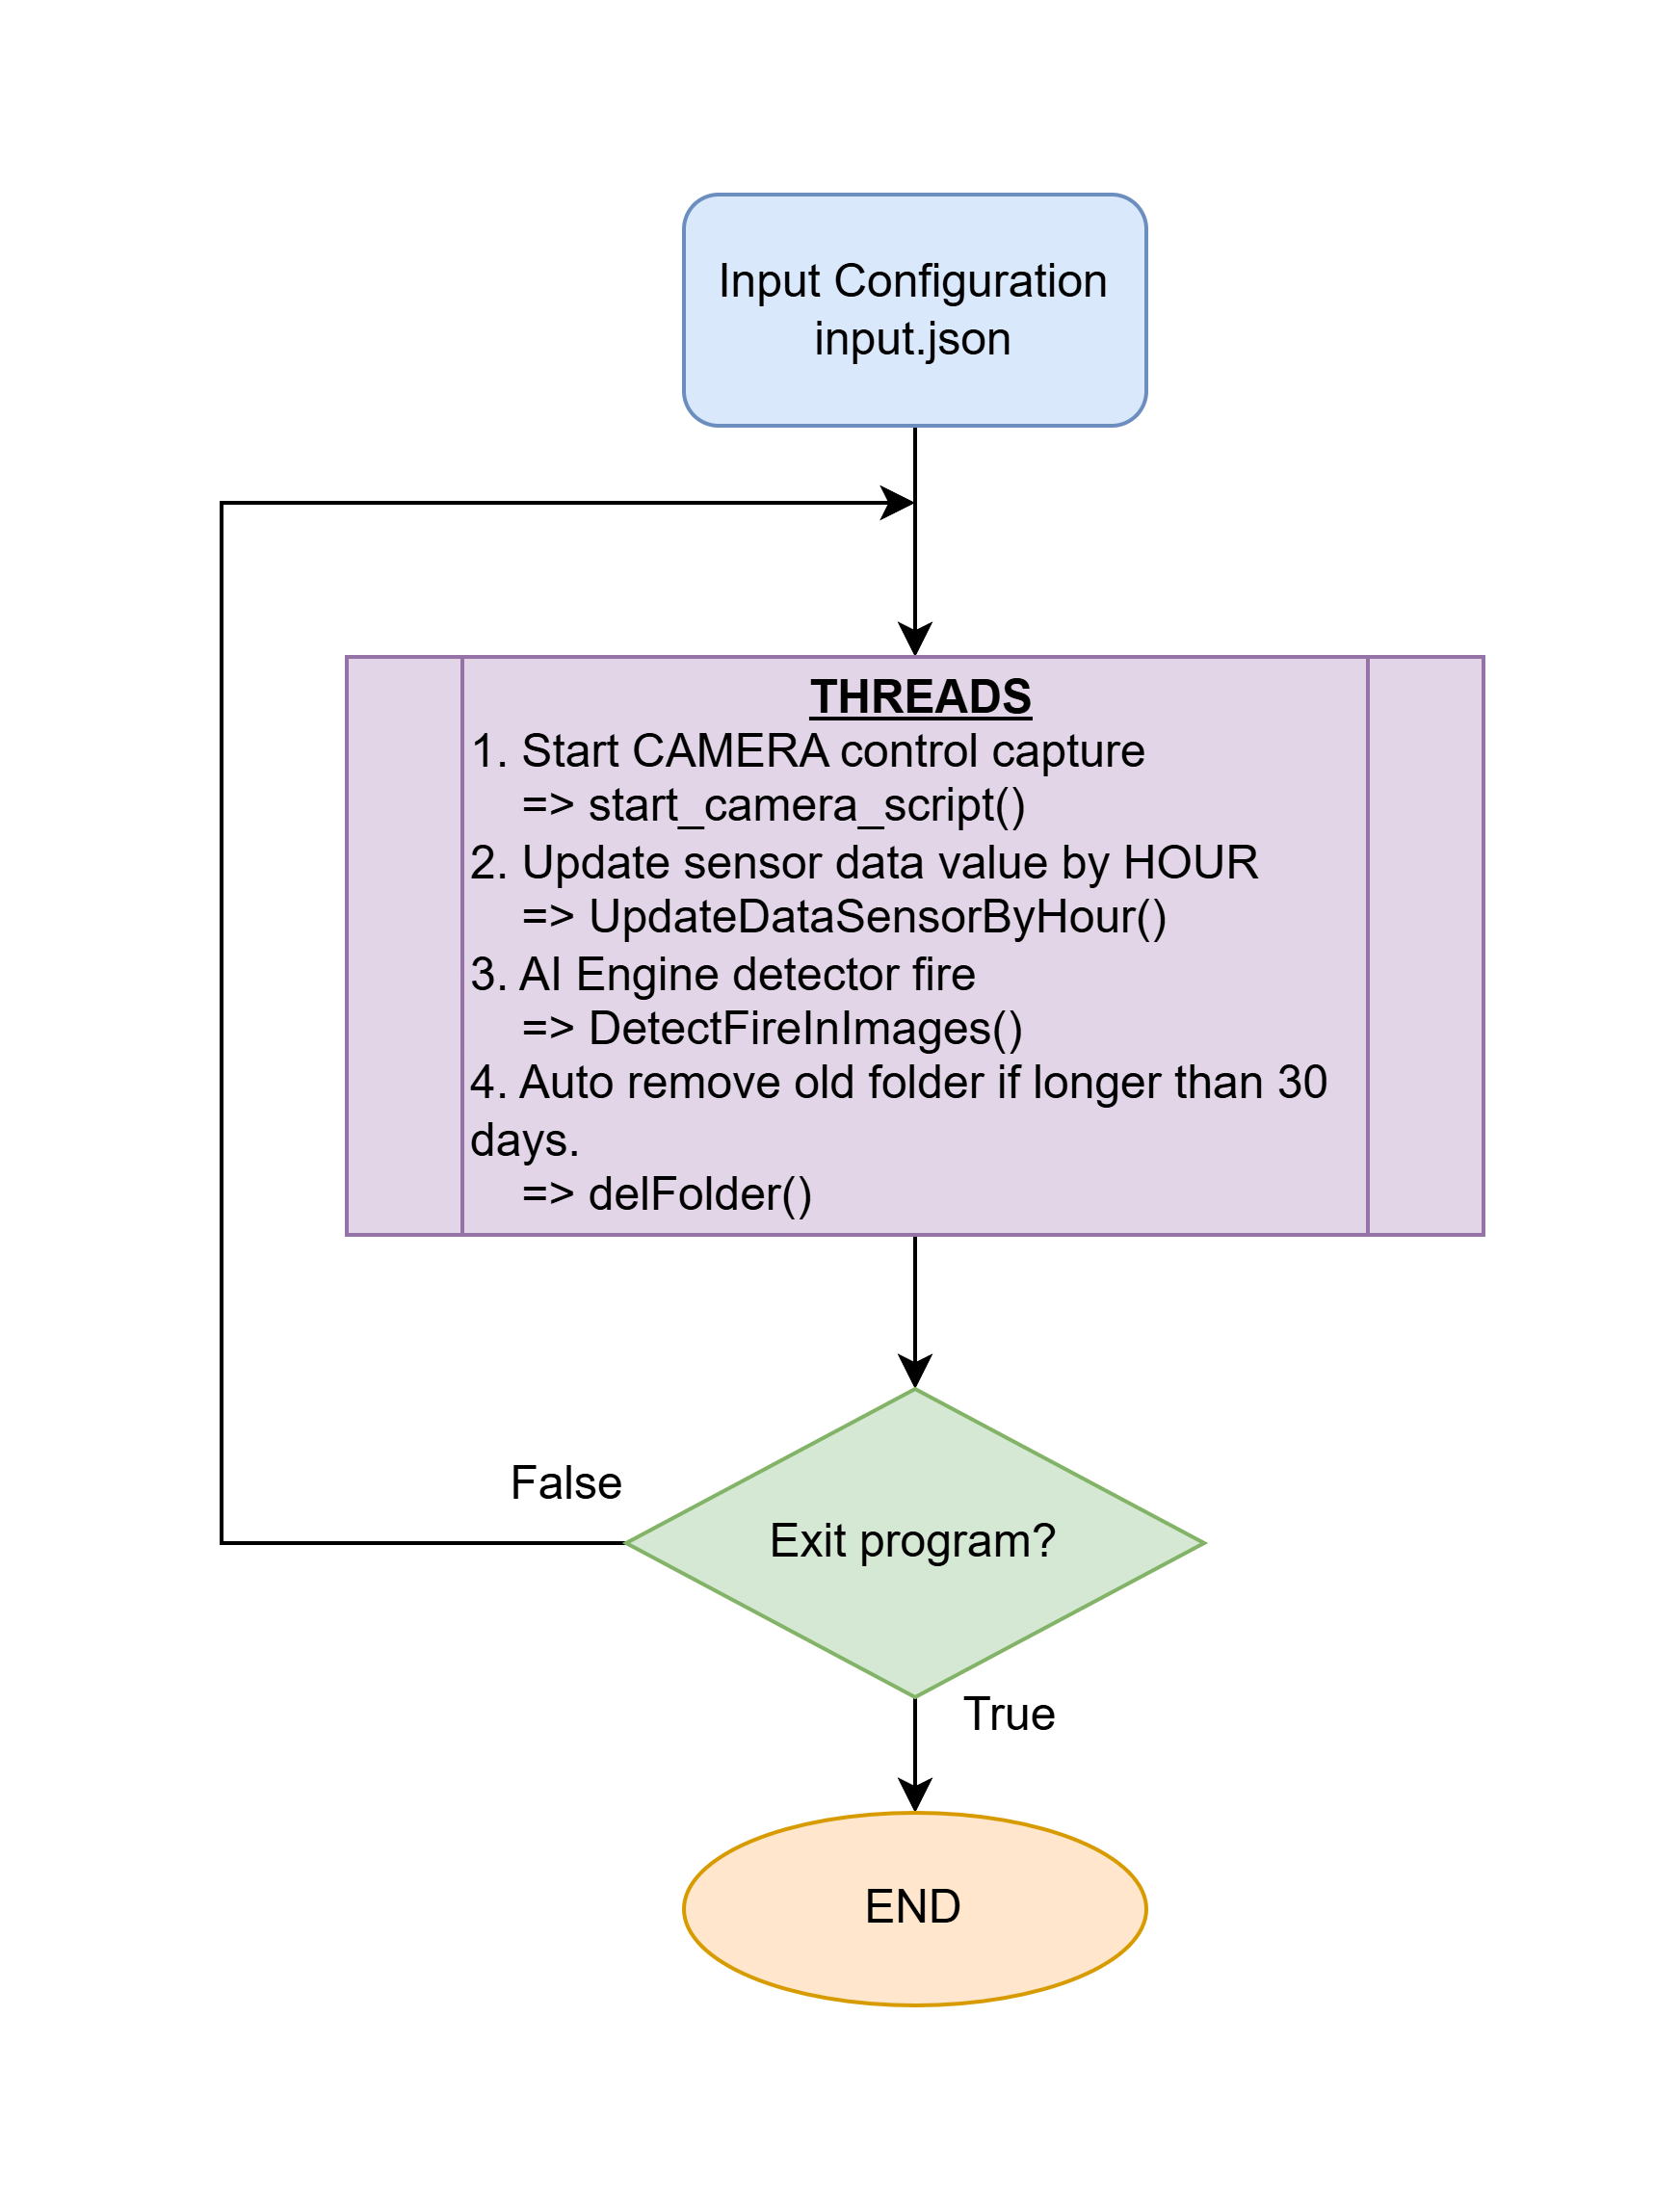 Input Configuration
input.json
THREADS
1. Start CAMERA control capture
=> start_camera_script()
2. Update sensor data value by HOUR
=> UpdateDataSensorByHour()
3. AI Engine detector fire
=> DetectFireInImages()
4. Auto remove old folder if longer than 30
days.
=> delFolder()
False
Exit program?
True
END